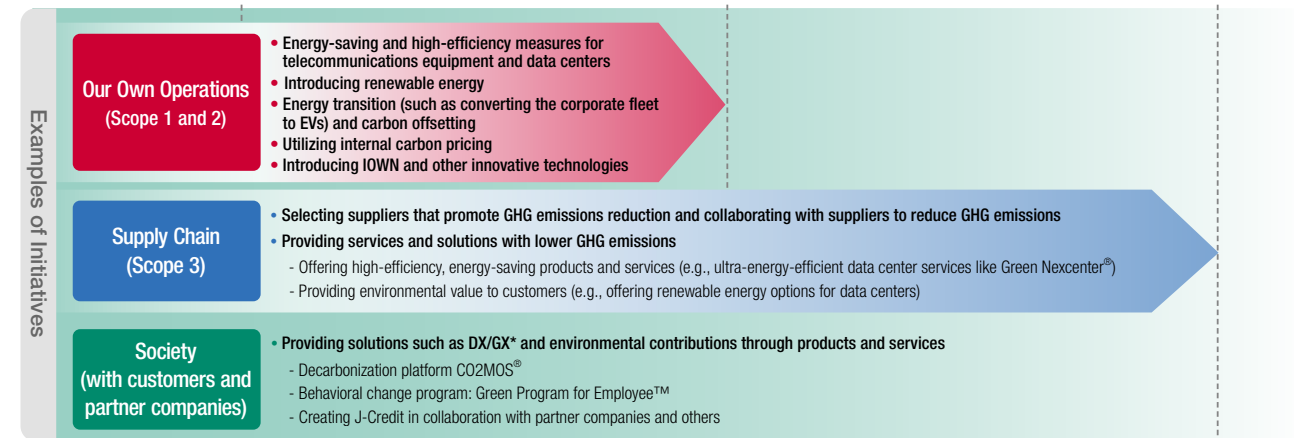 Examples of Initiatives
Our Own Operations
(Scope 1 and 2)
• Energy-saving and high-efficiency measures for
telecommunications equipment and data centers
• Introducing renewable energy
• Energy transition (such as converting the corporate fleet
to EVs) and carbon offsetting
• Utilizing internal carbon pricing
• Introducing IOWN and other innovative technologies
Supply Chain
(Scope 3)
• Selecting suppliers that promote GHG emissions reduction and collaborating with suppliers to reduce GHG emissions
• Providing services and solutions with lower GHG emissions
- Offering high-efficiency, energy-saving products and services (e.g., ultra-energy-efficient data center services like Green Nexcenter®)
- Providing environmental value to customers (e.g., offering renewable energy options for data centers)
Society
(with customers and
partner companies)
• Providing solutions such as DX/GX* and environmental contributions through products and services
- Decarbonization platform CO2MOS®
- Behavioral change program: Green Program for Employee™
- Creating J-Credit in collaboration with partner companies and others